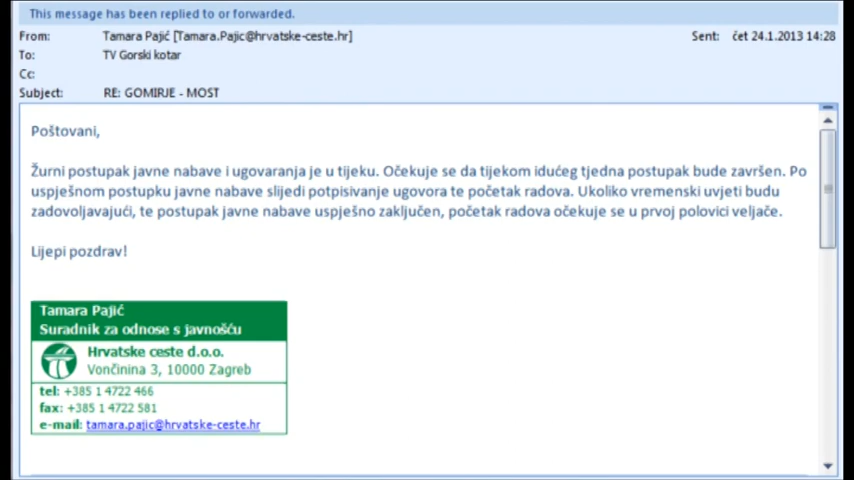 This message has been replied to or forwarded.
From: Tamara Pajić [Tamara.Pajic@hrvatske-ceste.hr] Sent: čet 24.1.2013 14:28
To: TV Gorski kotar
Cc:
Subject: RE: GOMIRJE - MOST
Poštovani,
Žurni postupak javne nabave i ugovaranja je u tijeku. Očekuje se da tijekom idućeg tjedna postupak bude završen. Po
uspješnom postupku javne nabave slijedi potpisivanje ugovora te početak radova. Ukoliko vremenski uvjeti budu
zadovoljavajući, te postupak javne nabave uspješno zaključen, početak radova očekuje se u prvoj polovici veljače.
Lijepi pozdrav!
Tamara Pajić
Suradnik za odnose s javnošću
Hrvatske ceste d.o.o.
Vončinina 3, 10000 Zagreb
tel: +385 1 4722 466
fax: +385 1 4722 581
e-mail: tamara.pajic@hrvatske-ceste.hr